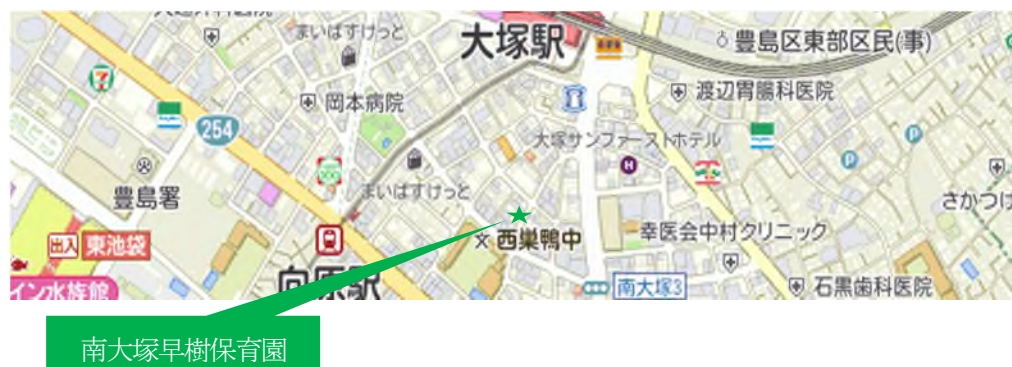 まいばすけっと
大塚駅
豊島区東部区民(事)
岡本病院
渡辺胃腸科医院
254
大塚サンファーストホテル
H
P
P
豊島署
まいばすけっと
さかつけ
出入 東池袋
西巣鴨中
幸医会中村クリニック
イン水族館
向原駅
南大塚3
石黒歯科医院
南大塚早樹保育園